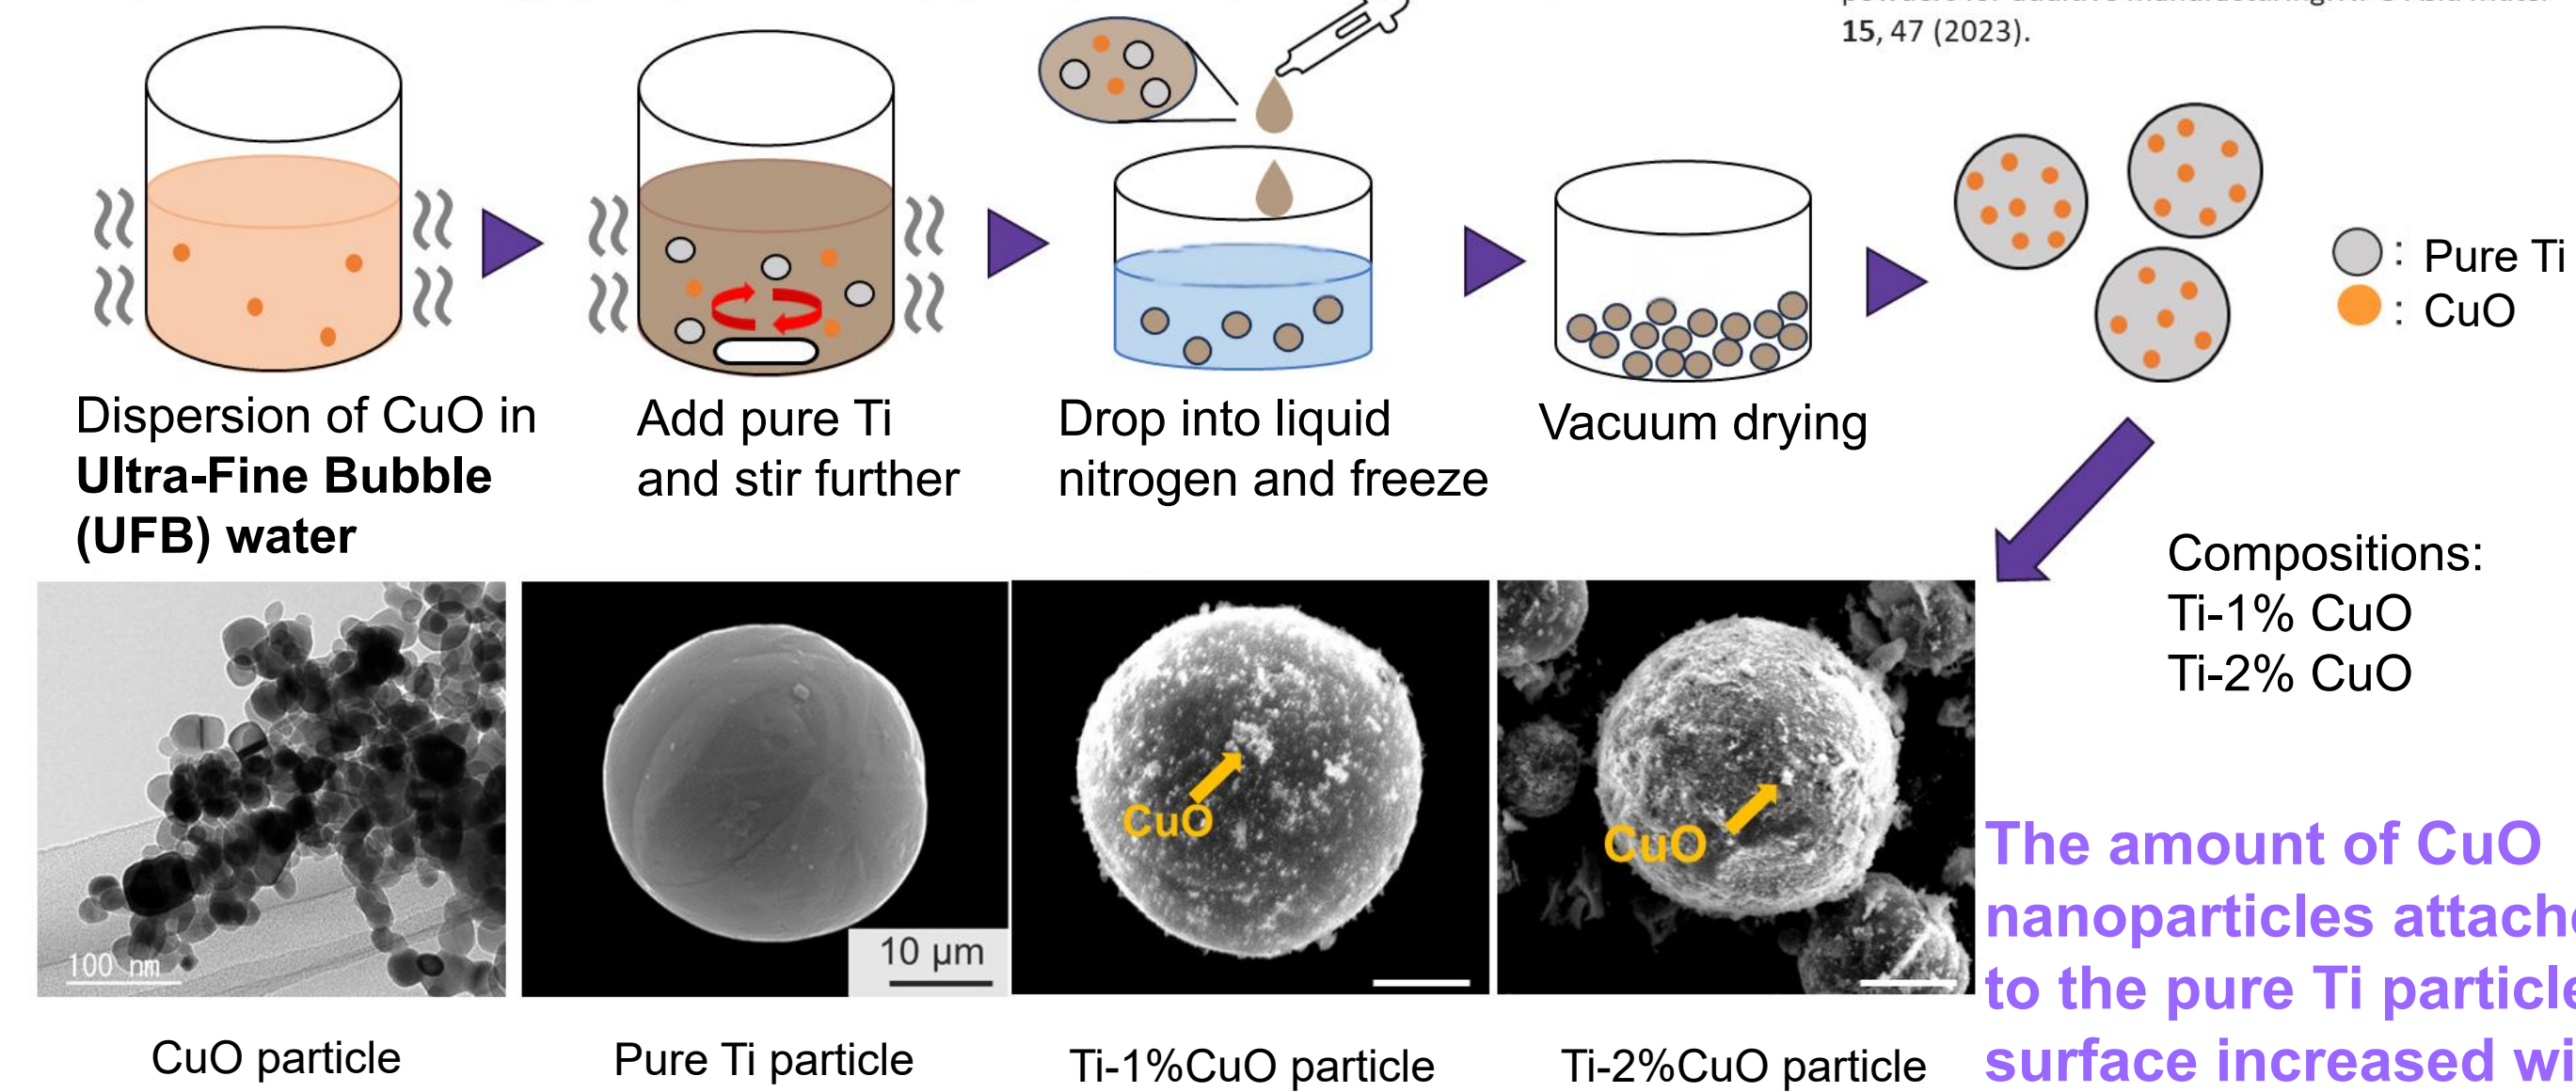 15, 47 (2023).
: Pure Ti
: CuO
Dispersion of CuO in
Ultra-Fine Bubble
(UFB) water
Add pure Ti
and stir further
Drop into liquid
nitrogen and freeze
Vacuum drying
Compositions:
Ti-1% CuO
Ti-2% CuO
100 nm
10 μm
CuO
CuO
CuO particle
Pure Ti particle
Ti-1%CuO particle
Ti-2%CuO particle
The amount of CuO
nanoparticles
to the pure Ti
surface increased